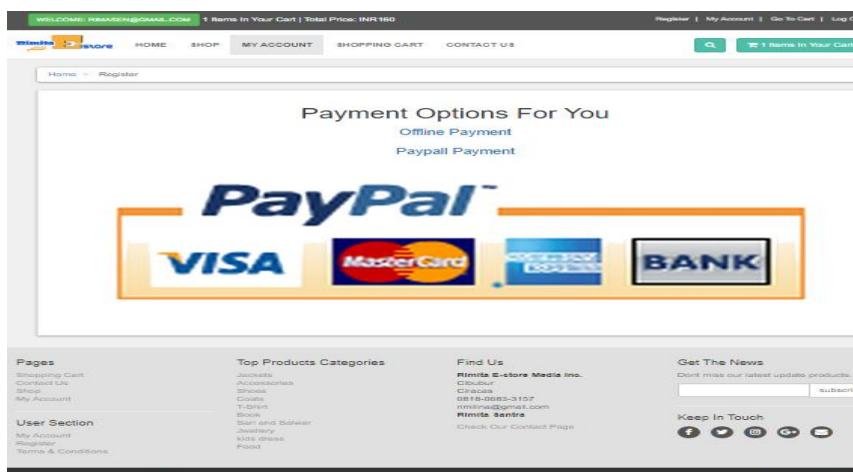 WELCOME: RIMASEN@GMAIL.COM 1 Items In Your Cart | Total Price: INR 160
Register | My Account | Go To Cart | Log O
Rimita E-store
HOME SHOP MY ACCOUNT SHOPPING CART CONTACT US
1 Items In Your Cart
Home > Register
Payment Options For You
Offline Payment
Paypall Payment
PayPal
VISA MasterCard BANK
Pages
Shopping Cart
Contact Us
Shop
My Account
User Section
My Account
Register
Terms & Conditions
Top Products Categories
Jackets
Accessories
Shoes
Coats
T-Shirt
Book
Sari and Salwar
Jwellery
kids dress
Food
Find Us
Rimita E-store Media Inc.
Cibubur
Ciracas
0818-0683-3157
rimitina@gmail.com
Rimita Santra
Check Our Contact Page
Get The News
Dont miss our latest update products.
subscri
Keep In Touch